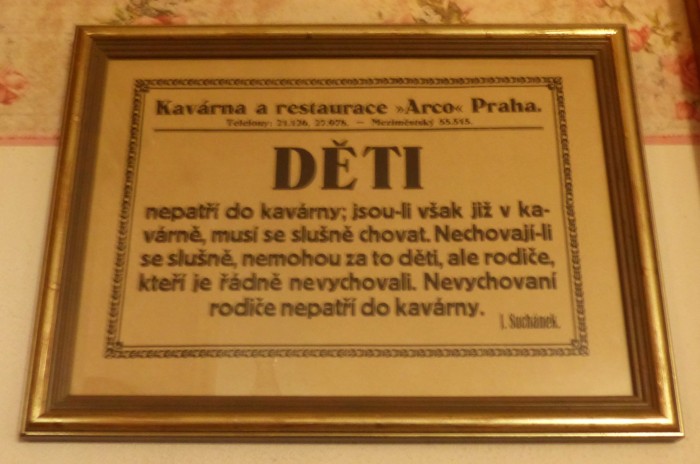 Kavárna a restaurace »Arco« Praha.
Telefony: 21.126, 27.078. — Meziměstský 55.515.
DĚTI
nepatří do kavárny; jsou-li však již v ka-
várně, musí se slušně chovat. Nechovají-li
se slušně, nemohou za to děti, ale rodiče,
kteří je řádně nevychovali. Nevychovaní
rodiče nepatří do kavárny.
J. Suchánek.